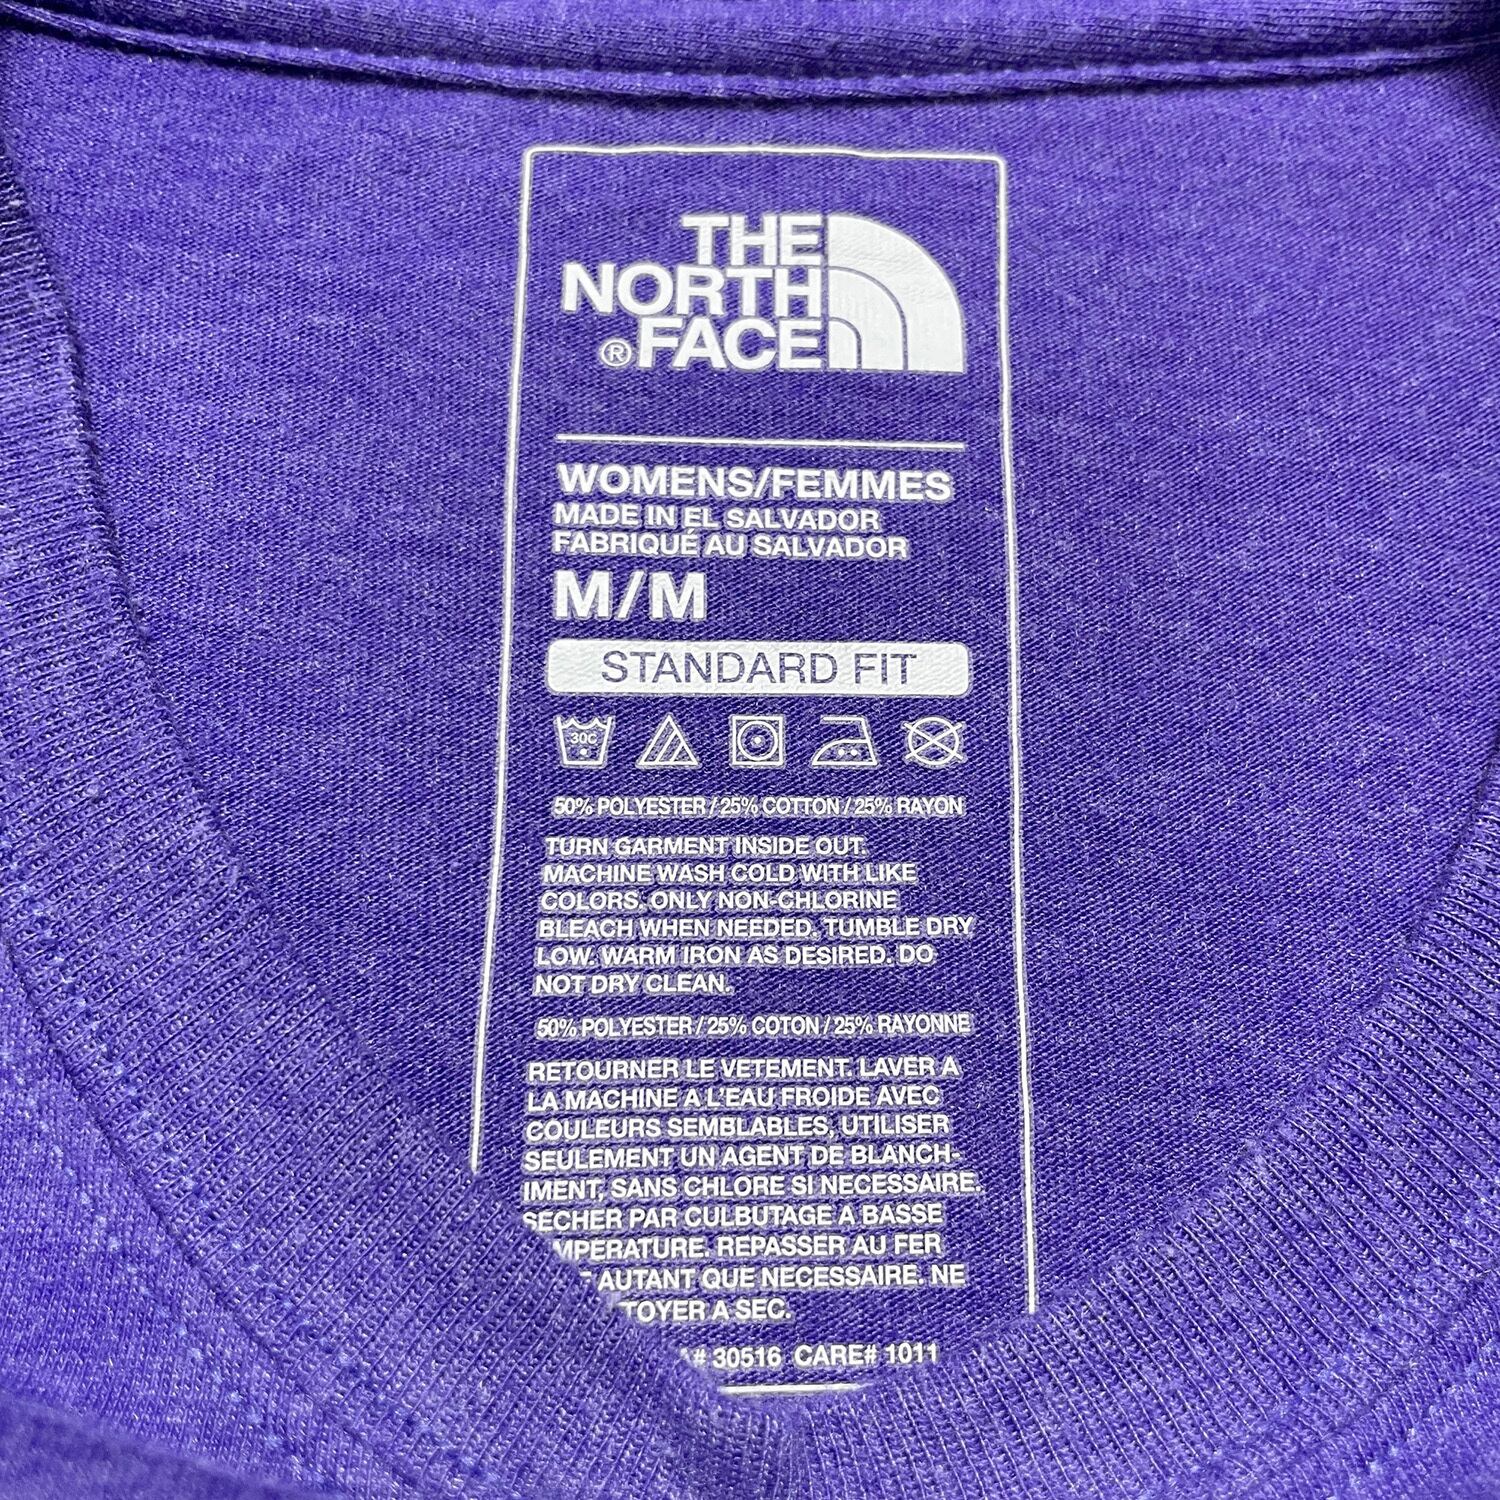 THE
NORTH
®FACE
WOMENS/FEMMES
MADE IN EL SALVADOR
FABRIQUÉ AU SALVADOR
M/M
STANDARD FIT
30C
50% POLYESTER / 25% COTTON / 25% RAYON
TURN GARMENT INSIDE OUT.
MACHINE WASH COLD WITH LIKE
COLORS. ONLY NON-CHLORINE
BLEACH WHEN NEEDED. TUMBLE DRY
LOW. WARM IRON AS DESIRED. DO
NOT DRY CLEAN.
50% POLYESTER / 25% COTON / 25% RAYONNE
RETOURNER LE VETEMENT. LAVER A
LA MACHINE A L'EAU FROIDE AVEC
COULEURS SEMBLABLES, UTILISER
SEULEMENT UN AGENT DE BLANCH-
IMENT, SANS CHLORE SI NECESSAIRE.
SECHER PAR CULBUTAGE A BASSE
MPERATURE. REPASSER AU FER
AUTANT QUE NECESSAIRE. NE
TOYER A SEC.
A# 30516 CARE# 1011